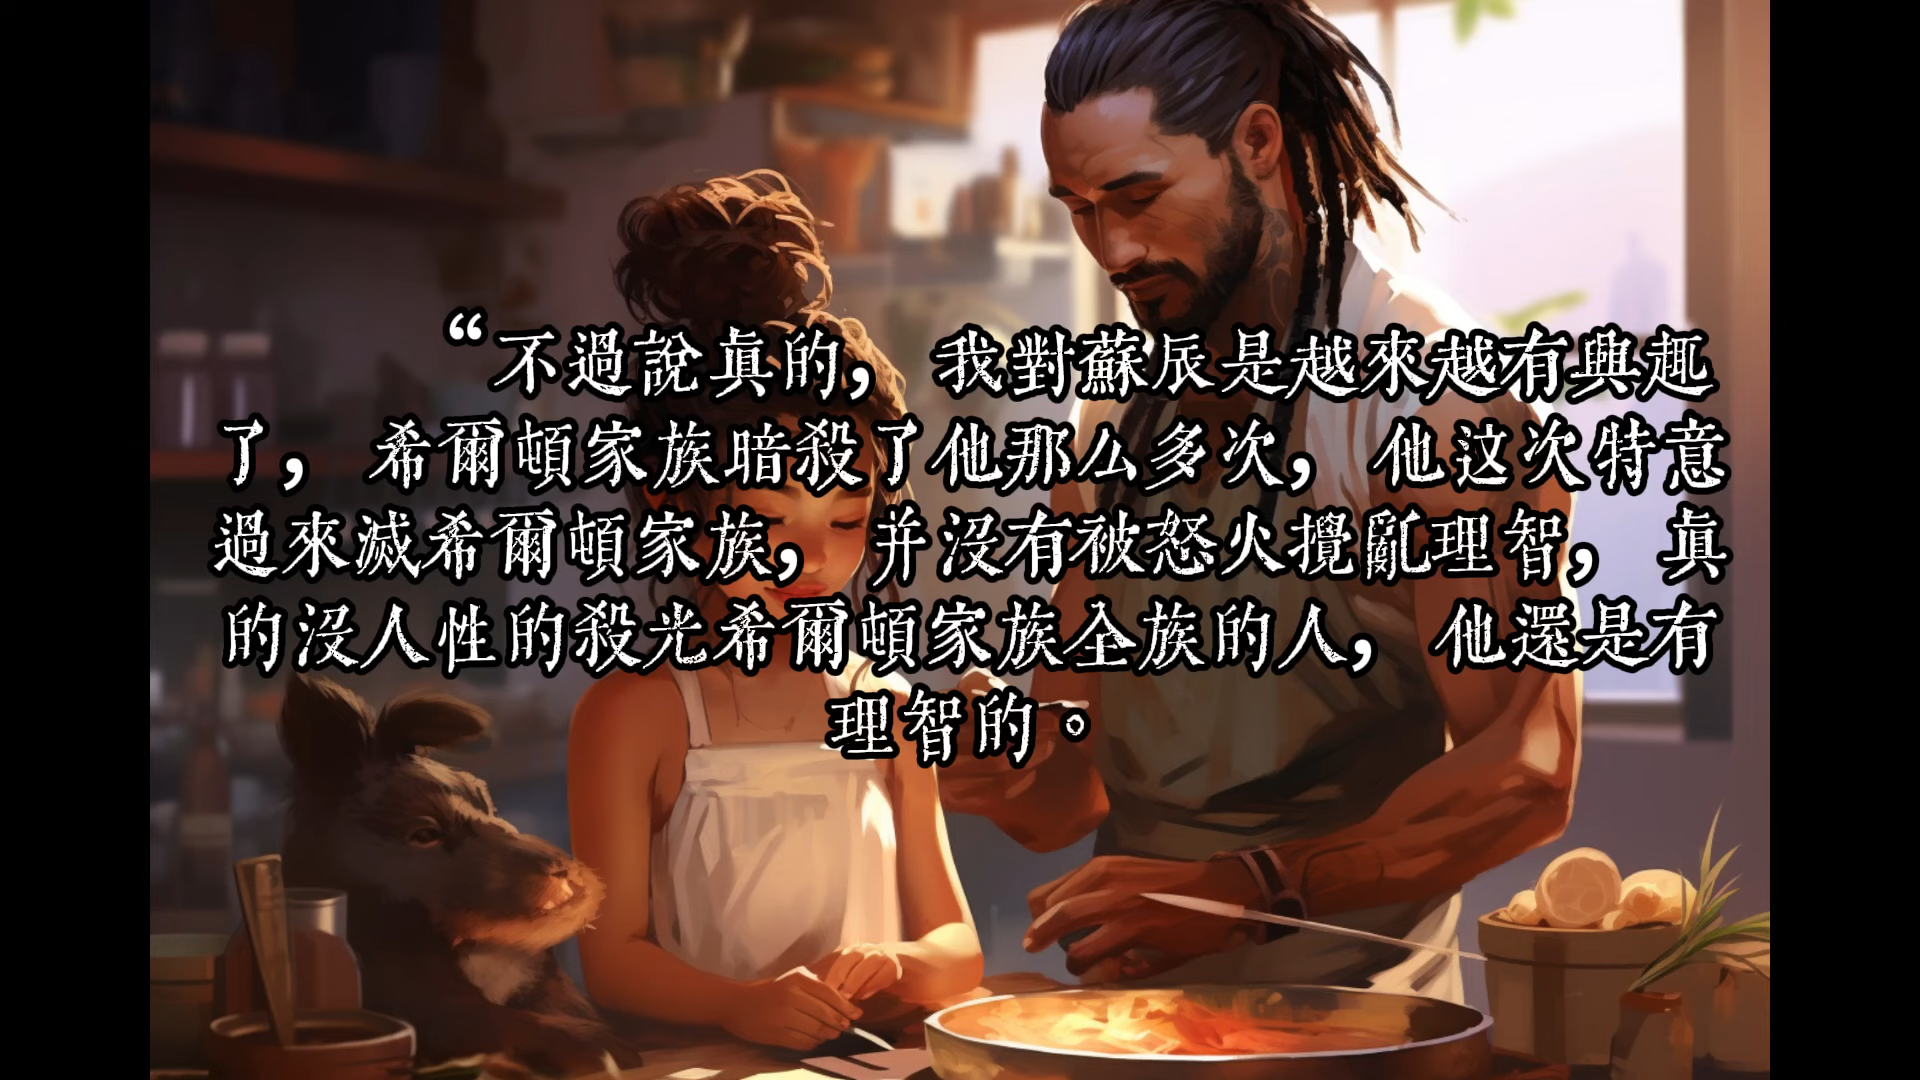 “不過說真的，我對蘇辰是越來越有興趣
了，希爾頓家族暗殺了他那么多次，他这次特意
過來滅希爾頓家族，并沒有被怒火攪亂理智，真
的沒人性的殺光希爾頓家族全族的人，他還是有
理智的。